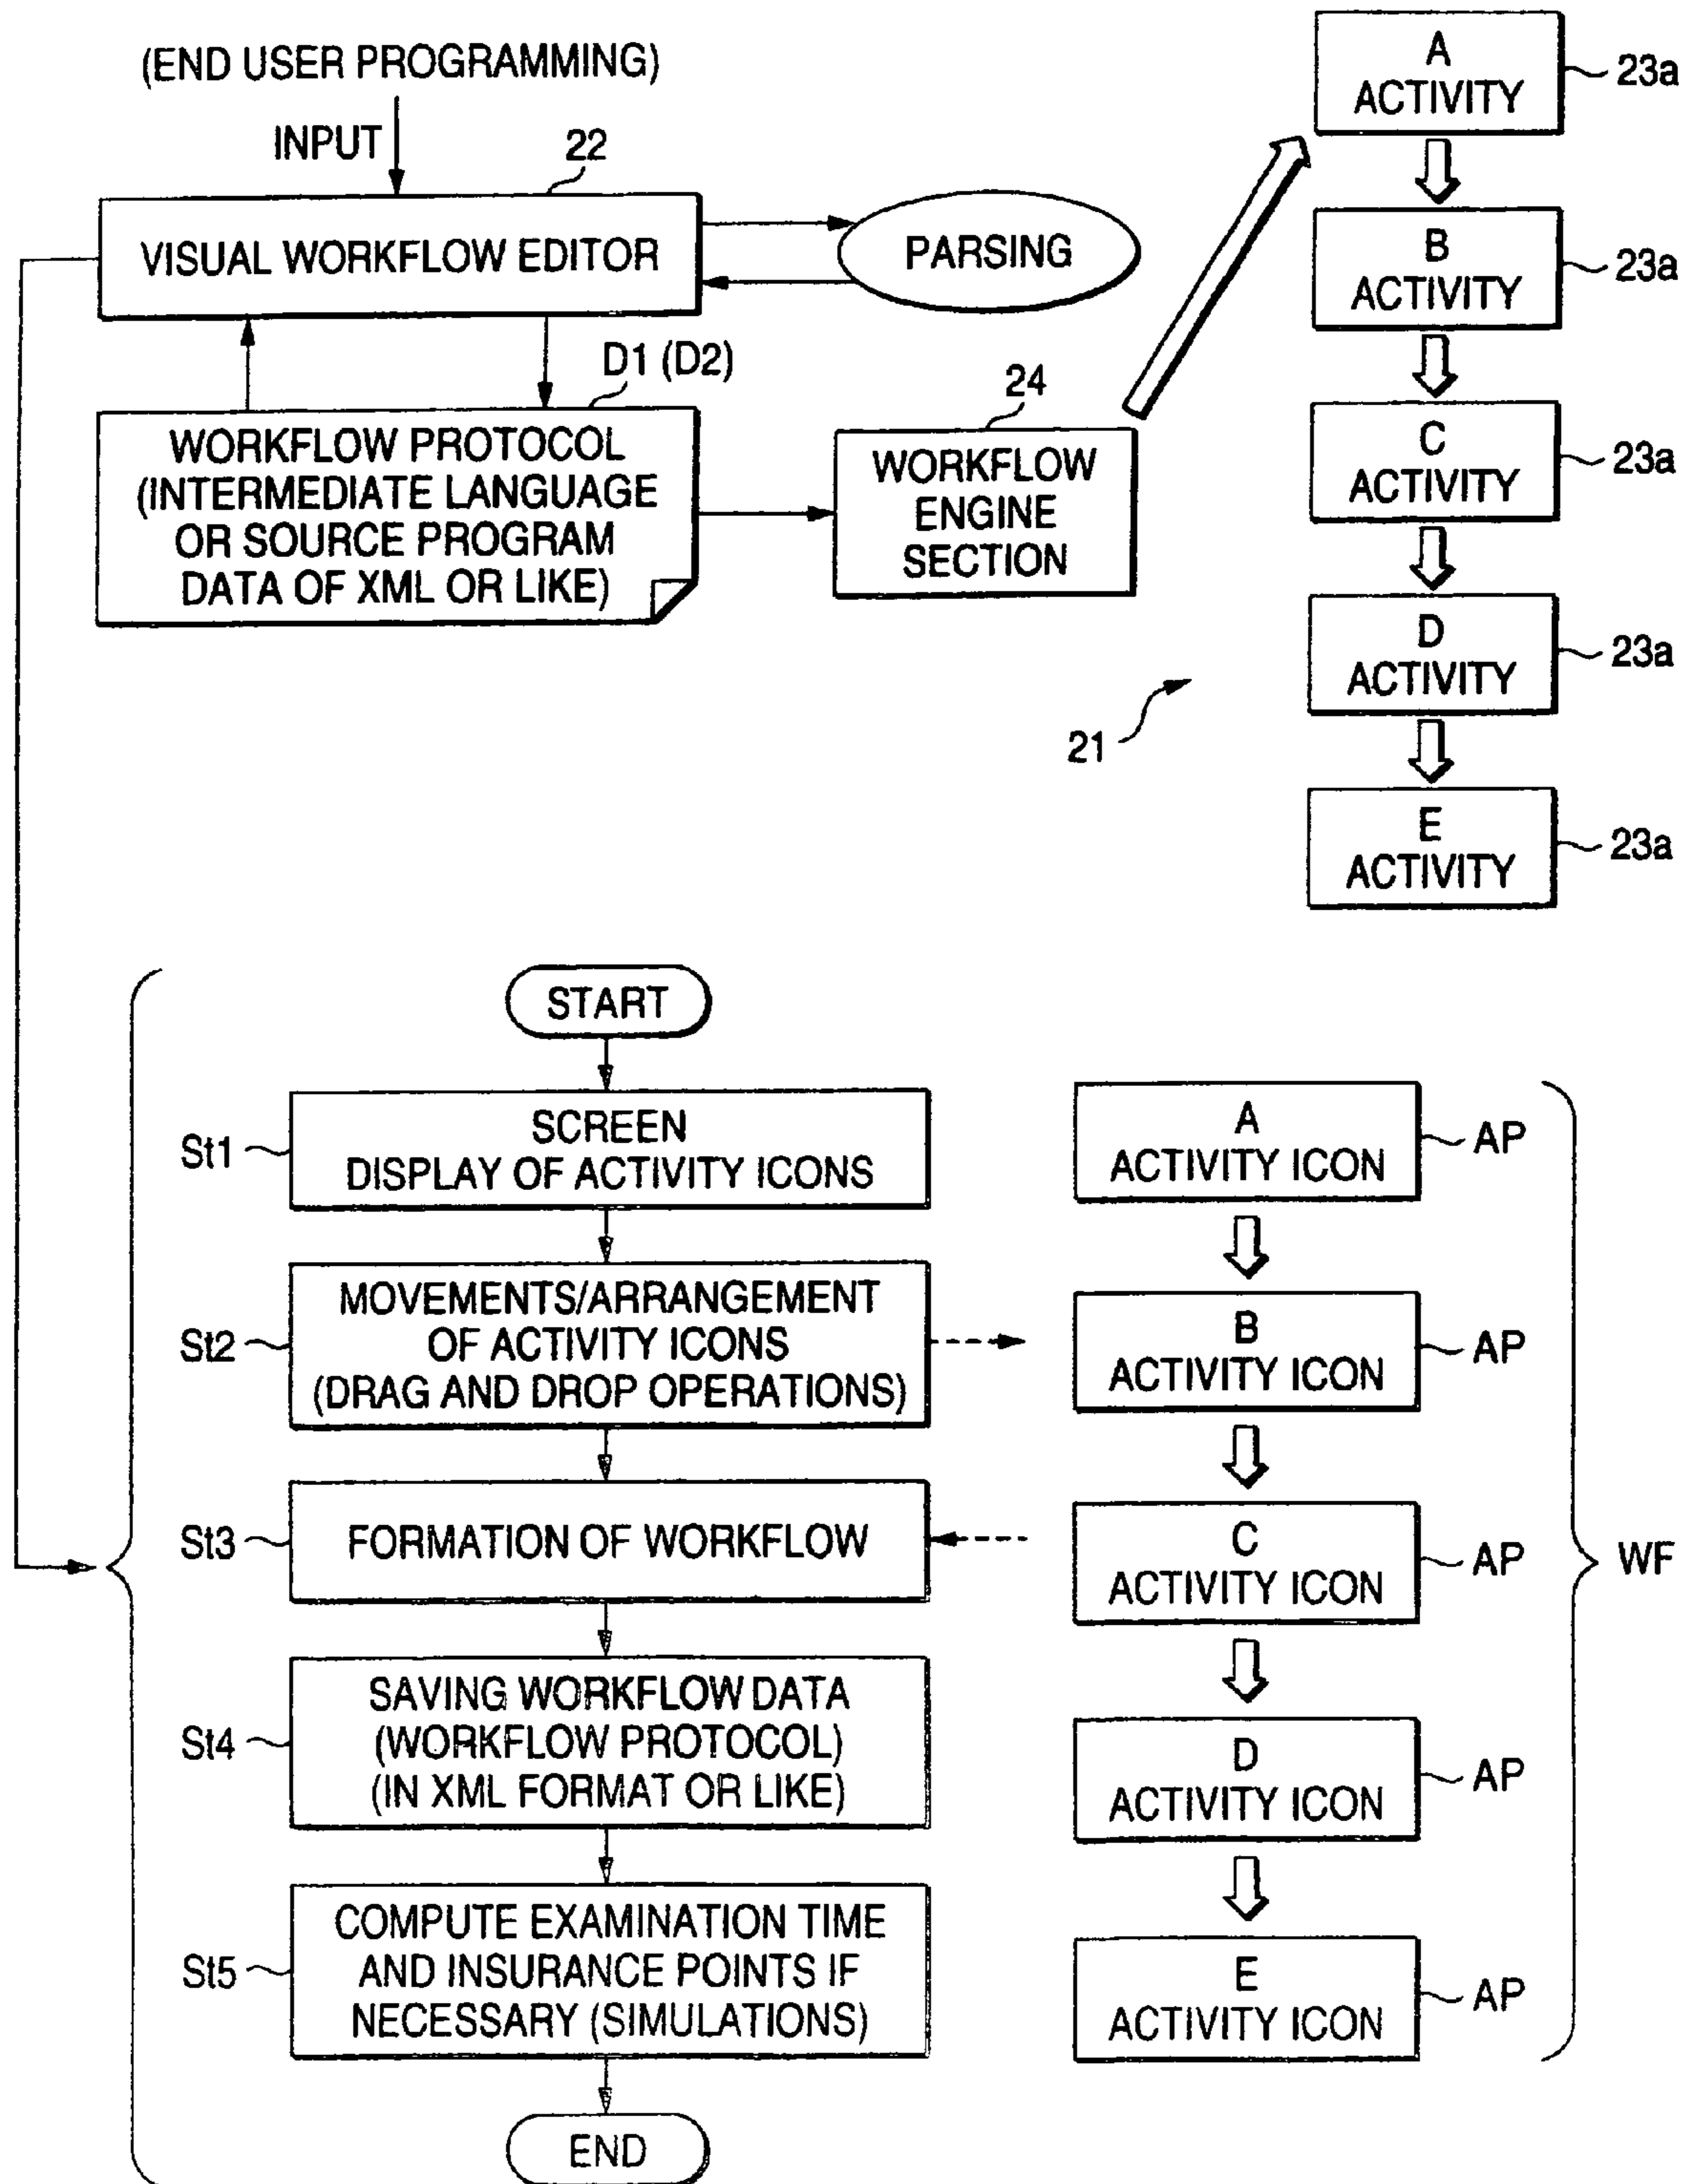 (END USER PROGRAMMING)
INPUT
22
VISUAL WORKFLOW EDITOR
PARSING
D1 (D2)
WORKFLOW PROTOCOL
(INTERMEDIATE LANGUAGE
OR SOURCE PROGRAM
DATA OF XML OR LIKE)
24
WORKFLOW
ENGINE
SECTION
A
ACTIVITY
23a
B
ACTIVITY
23a
C
ACTIVITY
23a
D
ACTIVITY
23a
E
ACTIVITY
23a
21
START
St1
SCREEN
DISPLAY OF ACTIVITY ICONS
St2
MOVEMENTS/ARRANGEMENT
OF ACTIVITY ICONS
(DRAG AND DROP OPERATIONS)
St3
FORMATION OF WORKFLOW
St4
SAVING WORKFLOW DATA
(WORKFLOW PROTOCOL)
(IN XML FORMAT OR LIKE)
St5
COMPUTE EXAMINATION TIME
AND INSURANCE POINTS IF
NECESSARY (SIMULATIONS)
END
A
ACTIVITY ICON
AP
B
ACTIVITY ICON
AP
C
ACTIVITY ICON
AP
D
ACTIVITY ICON
AP
E
ACTIVITY ICON
AP
WF